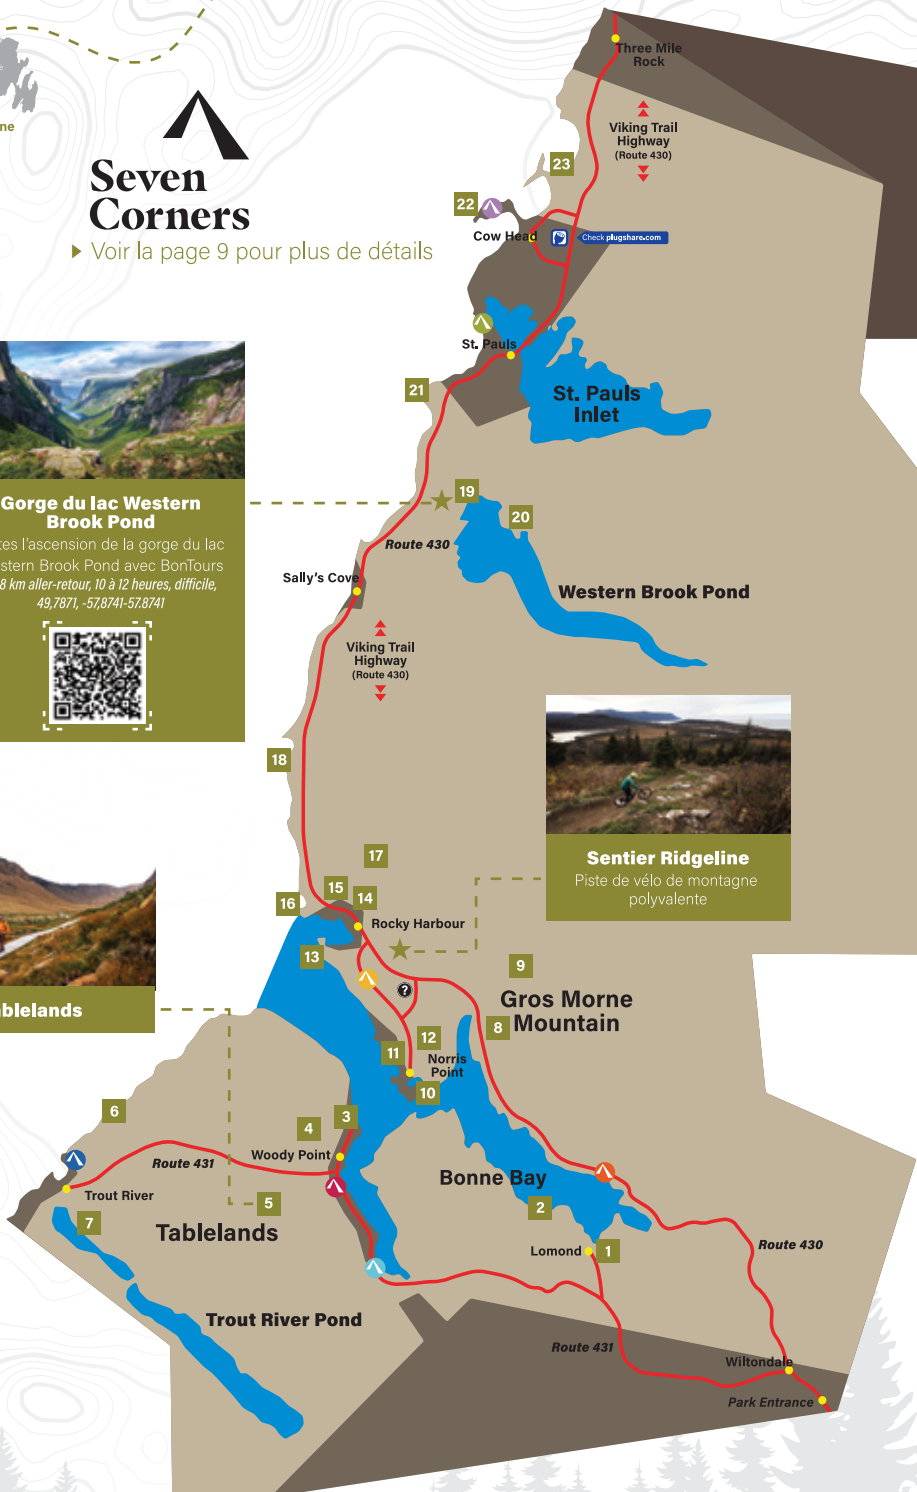 Three Mile
Rock
ne
Viking Trail
Highway
(Route 430)
Seven
Corners
Voir la page 9 pour plus de détails
23
22
Cow Head
Check plugshare.com
St. Pauls
21
St. Pauls
Inlet
19
20
Route 430
Gorge du lac Western
Brook Pond
tes l'ascension de la gorge du lac
stern Brook Pond avec BonTours
8 km aller-retour, 10 à 12 heures, difficile,
49,7871, -57,8741-57.8741
Sally's Cove
Western Brook Pond
Viking Trail
Highway
(Route 430)
18
Sentier Ridgeline
Piste de vélo de montagne
polyvalente
17
15
14
16
Rocky Harbour
13
?
9
Gros Morne
Mountain
8
ablelands
12
11
Norris
Point
10
6
3
4
Woody Point
Route 431
Trout River
Bonne Bay
5
2
7
Tablelands
Lomond
1
Route 430
Trout River Pond
Route 431
Wiltondale
Park Entrance